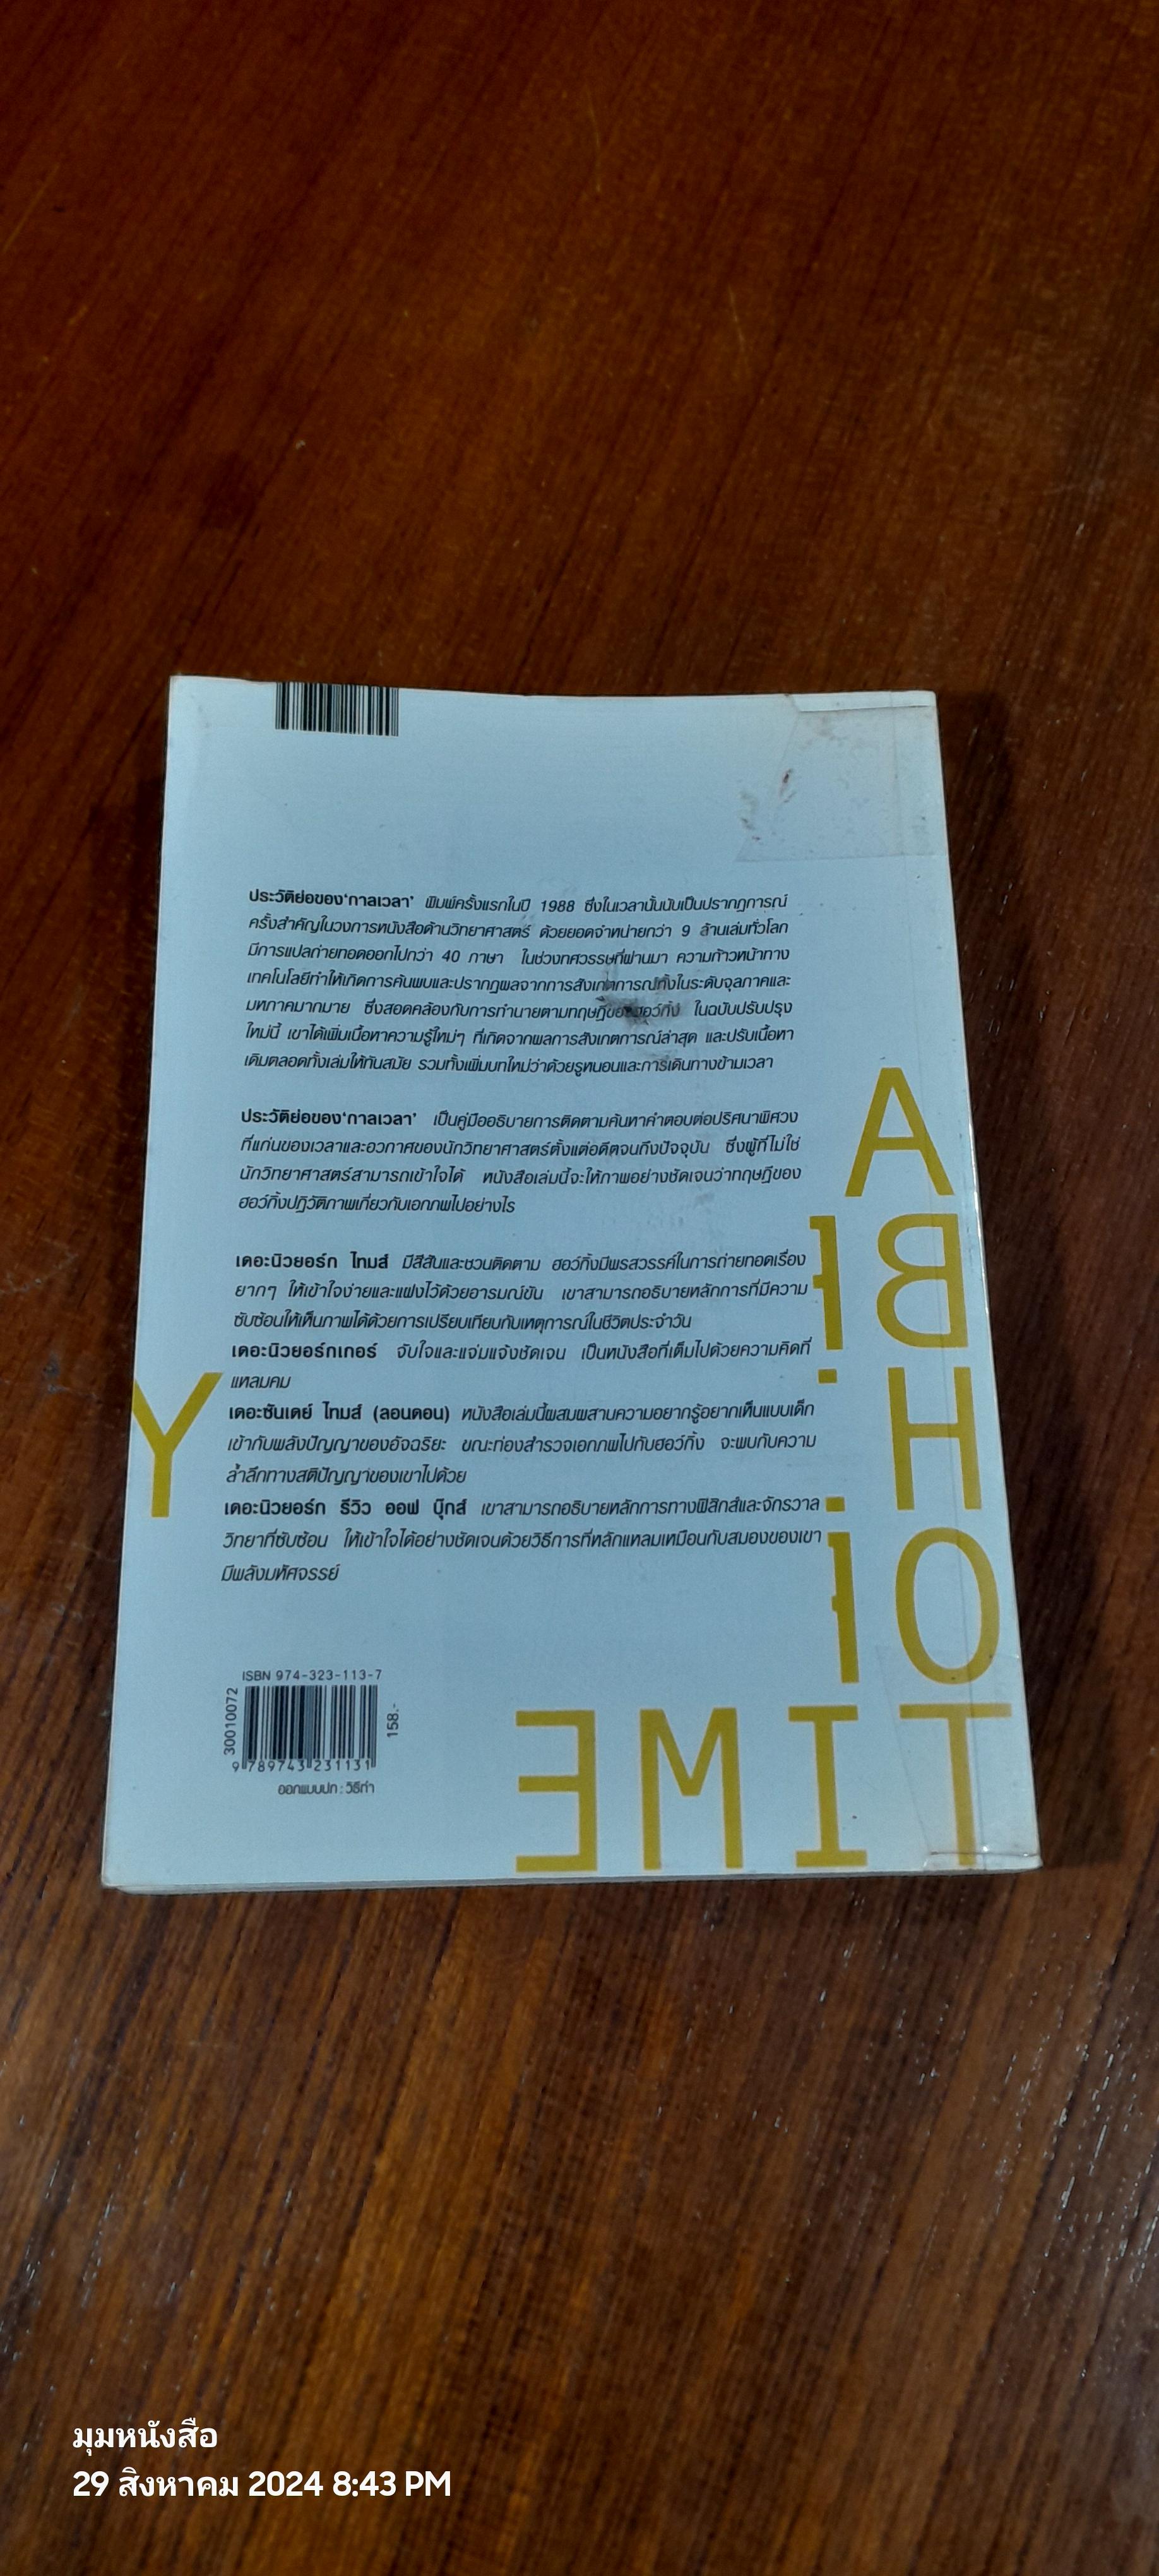 ประวัติย่อของ‘กาลเวลา’ พิมพ์ครั้งแรกในปี 1988 ซึ่งในเวลานั้นนับเป็นปรากฏการณ์
ครั้งสำคัญในวงการหนังสือด้านวิทยาศาสตร์ ด้วยยอดจำหน่ายกว่า 9 ล้านเล่มทั่วโลก
มีการแปลถ่ายทอดออกไปกว่า 40 ภาษา ในช่วงทศวรรษที่ผ่านมา ความก้าวหน้าทาง
เทคโนโลยีทำให้เกิดการค้นพบและปรากฏผลจากการสังเกตการณ์ทั้งในระดับจุลภาคและ
มหภาคมากมาย ซึ่งสอดคล้องกับการทำนายตามทฤษฎีของฮอว์กิ้ง ในฉบับปรับปรุง
ใหม่นี้ เขาได้เพิ่มเนื้อหาความรู้ใหม่ๆ ที่เกิดจากผลการสังเกตการณ์ล่าสุด และปรับเนื้อหา
เดิมตลอดทั้งเล่มให้ทันสมัย รวมทั้งเพิ่มบทใหม่ว่าด้วยรูหนอนและการเดินทางข้ามเวลา
ประวัติย่อของ‘กาลเวลา’ เป็นคู่มืออธิบายการติดตามค้นหาคำตอบต่อปริศนาพิศวง
ที่แก่นของเวลาและอวกาศของนักวิทยาศาสตร์ตั้งแต่อดีตจนถึงปัจจุบัน ซึ่งผู้ที่ไม่ใช่
นักวิทยาศาสตร์สามารถเข้าใจได้ หนังสือเล่มนี้จะให้ภาพอย่างชัดเจนว่าทฤษฎีของ
ฮอว์กิ้งปฏิวัติภาพเกี่ยวกับเอกภพไปอย่างไร
เดอะนิวยอร์ก ไทมส์ มีสีสันและชวนติดตาม ฮอว์กิ้งมีพรสวรรค์ในการถ่ายทอดเรื่อง
ยากๆ ให้เข้าใจง่ายและแฝงไว้ด้วยอารมณ์ขัน เขาสามารถอธิบายหลักการที่มีความ
ซับซ้อนให้เห็นภาพได้ด้วยการเปรียบเทียบกับเหตุการณ์ในชีวิตประจำวัน
เดอะนิวยอร์กเกอร์ จับใจและแจ่มแจ้งชัดเจน เป็นหนังสือที่เต็มไปด้วยความคิดที่
แหลมคม
เดอะซันเดย์ ไทมส์ (ลอนดอน) หนังสือเล่มนี้ผสมผสานความอยากรู้อยากเห็นแบบเด็ก
เข้ากับพลังปัญญาของอัจฉริยะ ขณะท่องสำรวจเอกภพไปกับฮอว์กิ้ง จะพบกับความ
ล้ำลึกทางสติปัญญาของเขาไปด้วย
เดอะนิวยอร์ก รีวิว ออฟ บุ๊กส์ เขาสามารถอธิบายหลักการทางฟิสิกส์และจักรวาล
วิทยาที่ซับซ้อน ให้เข้าใจได้อย่างชัดเจนด้วยวิธีการที่หลักแหลมเหมือนกับสมองของเขา
มีพลังมหัศจรรย์
A
B
H
O
Y
TIME
ISBN 974-323-113-7
30010072
158.-
9 789743 231131
ออกแบบปก : วิธีทำ
มุมหนังสือ
29 สิงหาคม 2024 8:43 PM